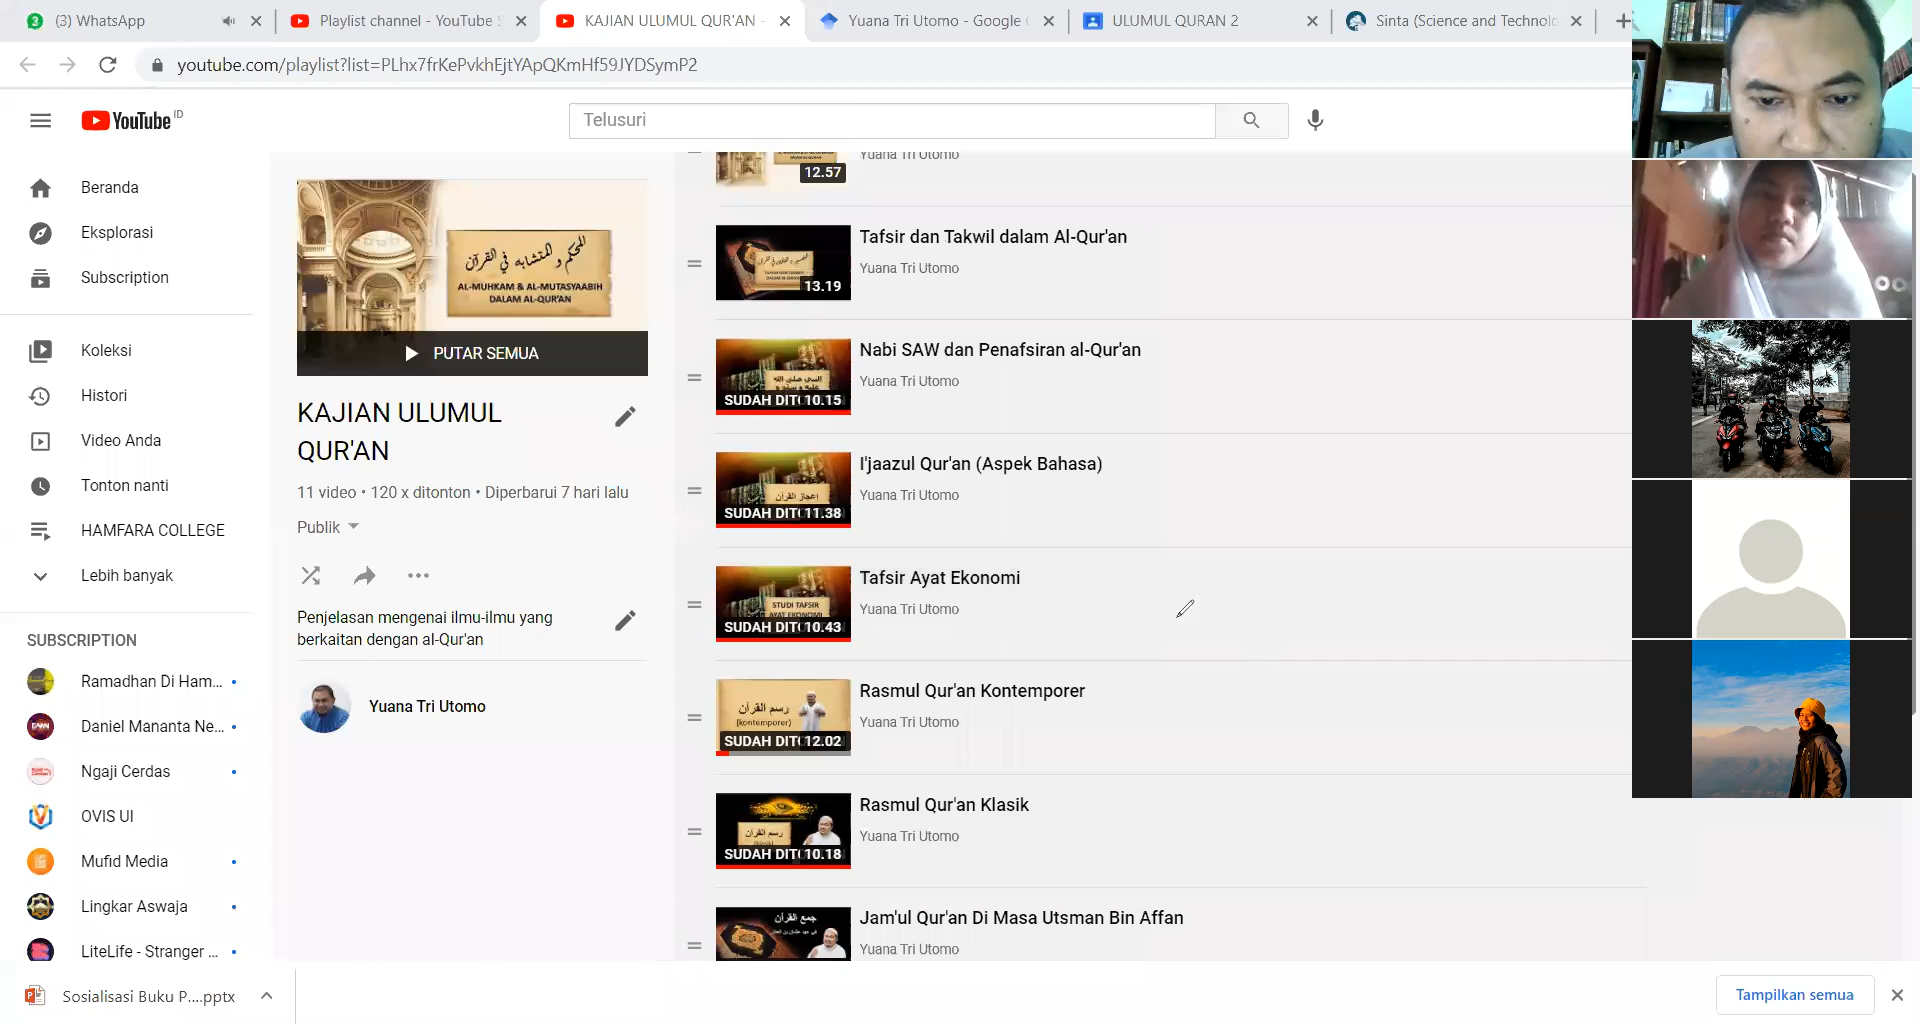 (3) WhatsApp
Playlist channel - YouTube S
KAJIAN ULUMUL QUR'AN -
Yuana Tri Utomo - Google
ULUMUL QURAN 2
Sinta (Science and Technolo
youtube.com/playlist?list=PLhx7frKePvkhEjtYApQKmHf59JYDSymP2
YouTube ID
Telusuri
Beranda
Eksplorasi
Subscription
Koleksi
Histori
Video Anda
Tonton nanti
HAMFARA COLLEGE
Lebih banyak
SUBSCRIPTION
Ramadhan Di Ham...
Daniel Mananta Ne...
Ngaji Cerdas
OVIS UI
Mufid Media
Lingkar Aswaja
LiteLife - Stranger ...
المحكم والمتشابه في القرآن
AL-MUHKAM & AL-MUTASYAABIH
DALAM AL-QUR'AN
PUTAR SEMUA
KAJIAN ULUMUL
QUR'AN
11 video • 120 x ditonton • Diperbarui 7 hari lalu
Publik
Penjelasan mengenai ilmu-ilmu yang
berkaitan dengan al-Qur'an
Yuana Tri Utomo
Yuana Tri Utomo
12.57
Tafsir dan Takwil dalam Al-Qur'an
Yuana Tri Utomo
13.19
Nabi SAW dan Penafsiran al-Qur'an
Yuana Tri Utomo
SUDAH DIT
10.15
I'jaazul Qur'an (Aspek Bahasa)
Yuana Tri Utomo
إعجاز القرآن
SUDAH DIT
11.38
Tafsir Ayat Ekonomi
Yuana Tri Utomo
STUDI TAFSIR
AYAT EKONOMI
SUDAH DIT
10.43
Rasmul Qur'an Kontemporer
Yuana Tri Utomo
رسم القرآن
(kontemporer)
SUDAH DIT
12.02
Rasmul Qur'an Klasik
Yuana Tri Utomo
رسم القرآن
SUDAH DIT
10.18
Jam'ul Qur'an Di Masa Utsman Bin Affan
Yuana Tri Utomo
جمع القرآن
Sosialisasi Buku P....pptx
Tampilkan semua